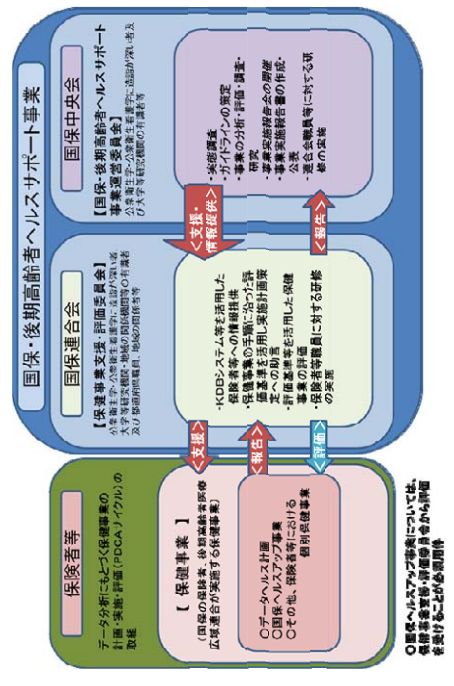 国保・後期高齢者ヘルスサポート事業
保険者等
データ分析にもとづく保健事業の
計画・実施・評価(PDCAサイクル)の
取組
【 保健事業 】
(国保の保険者、後期高齢者医療
広域連合が実施する保健事業)
○データヘルス計画
○国保ヘルスアップ事業
○その他、保険者等における
個別保健事業
<支援>
<報告>
<評価>
国保連合会
【保健事業支援・評価委員会】
公衆衛生学・公衆衛生看護学に造詣が深い者
大学等研究機関・地域の関係機関等の有識者
及び都道府県職員、地域の関係者等
・KDBシステム等を活用した
保険者等への情報提供
・保健事業の手順に沿った評
価基準を活用し実施計画策
定への助言
・評価基準等を活用した保健
事業の評価
・保険者等職員に対する研修
の実施
<支援・
情報提供>
<報告>
国保中央会
【国保・後期高齢者ヘルスサポート
事業運営委員会】
公衆衛生学・公衆衛生看護学に造詣が深い者及
び大学等研究機関の有識者等
・実態調査
・ガイドラインの策定
・事業の分析・評価・調査・
研究
・事業実施報告会の開催
・事業実施報告書の作成・
公表
・連合会職員等に対する研
修の実施
○国保ヘルスアップ事業については、
保健事業支援・評価委員会から評価
を受けることが必須要件